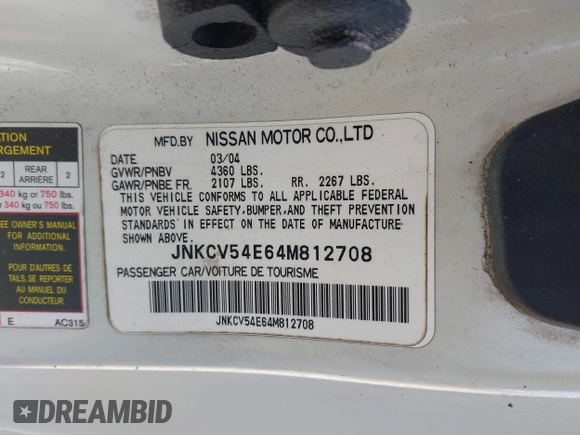 ATION
RGEMENT
2 REAR ARRIÈRE 2
340 kg or 750 lbs.
r 340 kg ou 750 lbs.
SEE OWNER'S MANUAL
FOR ADDITIONAL
INFORMATION.
POUR D'AUTRES DE-
TAILS, SE REPORTER
AU MANUEL DU
CONDUCTEUR.
E AC315
MFD.BY NISSAN MOTOR CO.,LTD
DATE 03/04
GVWR/PNBV 4360 LBS.
GAWR/PNBE FR. 2107 LBS. RR. 2267 LBS.
THIS VEHICLE CONFORMS TO ALL APPLICABLE FEDERAL
MOTOR VEHICLE SAFETY,BUMPER,AND THEFT PREVENTION
STANDARDS IN EFFECT ON THE DATE OF MANUFACTURE
SHOWN ABOVE.
JNKCV54E64M812708
PASSENGER CAR/VOITURE DE TOURISME
JNKCV54E64M812708
DREAMBID